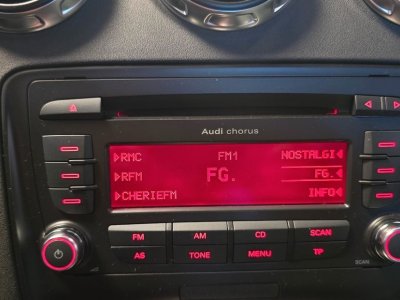 Audi chorus
RMC FM1 NOSTALGI
RFM FG. FG.
CHERIEFM INFO
FM AM CD SCAN
AS TONE MENU TP
SCAN